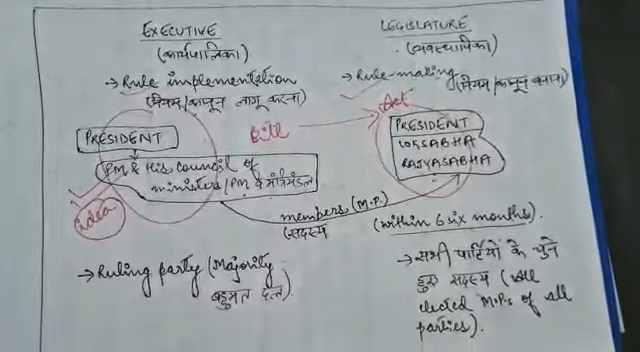 EXECUTIVE
(कार्यपालिका)
→ Rule implementation
(नियम/कानून लागू करना)
PRESIDENT
PM & His Council of
ministers/PM व मंत्रिमंडल
idea
→ Ruling party (Majority
बहुमत दल).
Bill
members (M.P.)
(सदस्य
LEGISLATURE
(व्यवस्थापिका)
→ Rule-making
(नियम/कानून बनाना)
Act
PRESIDENT
LOKSABHA
RAJYASABHA
(within 6 six months).
→ सभी पार्टियों के चुने
हुए सदस्य (all
elected M.P.s of all
parties).